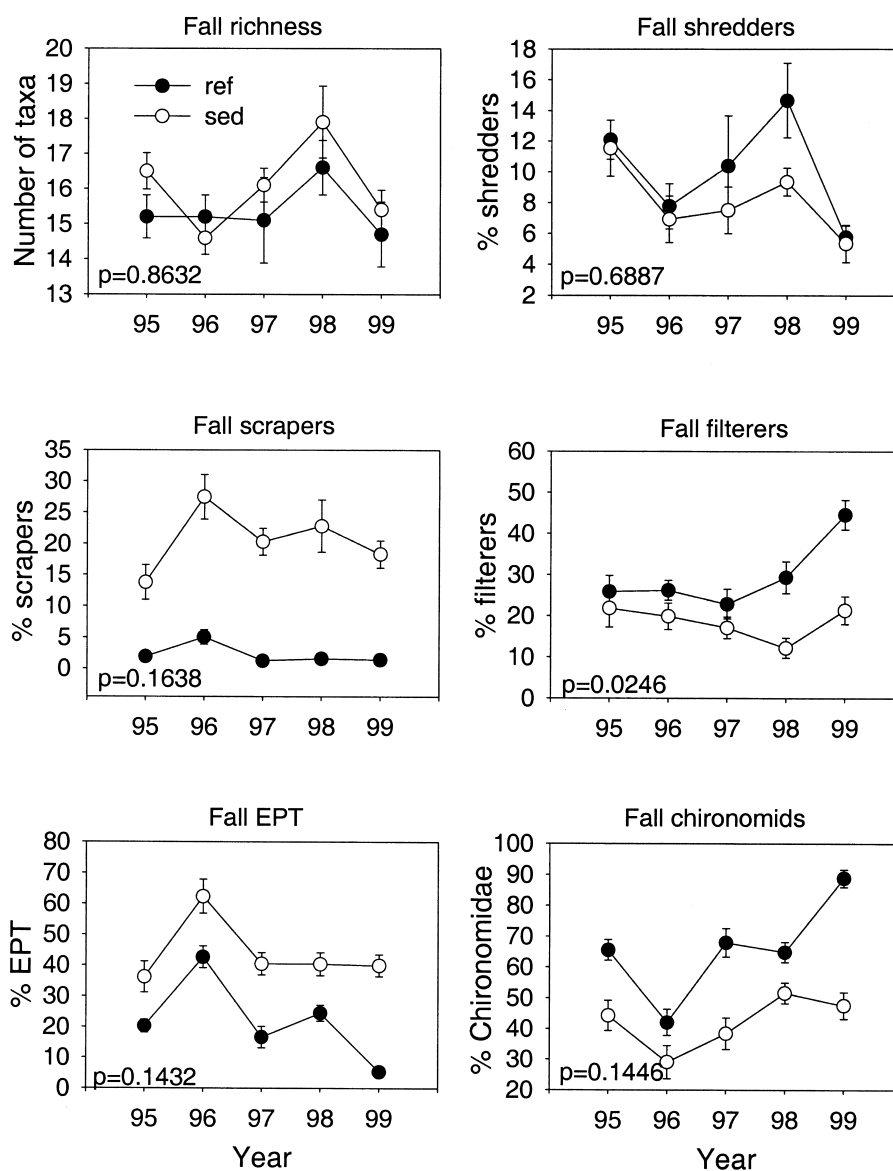 Fall richness
Number of taxa
20
19
18
17
16
15
14
13
ref
sed
p=0.8632
95 96 97 98 99
Fall shredders
% shredders
18
16
14
12
10
8
6
4
2
p=0.6887
95 96 97 98 99
Fall scrapers
% scrapers
35
30
25
20
15
10
5
0
p=0.1638
95 96 97 98 99
Fall filterers
% filterers
60
50
40
30
20
10
0
p=0.0246
95 96 97 98 99
Fall EPT
% EPT
80
70
60
50
40
30
20
10
0
p=0.1432
95 96 97 98 99
Year
Fall chironomids
% Chironomidae
100
90
80
70
60
50
40
30
20
p=0.1446
95 96 97 98 99
Year